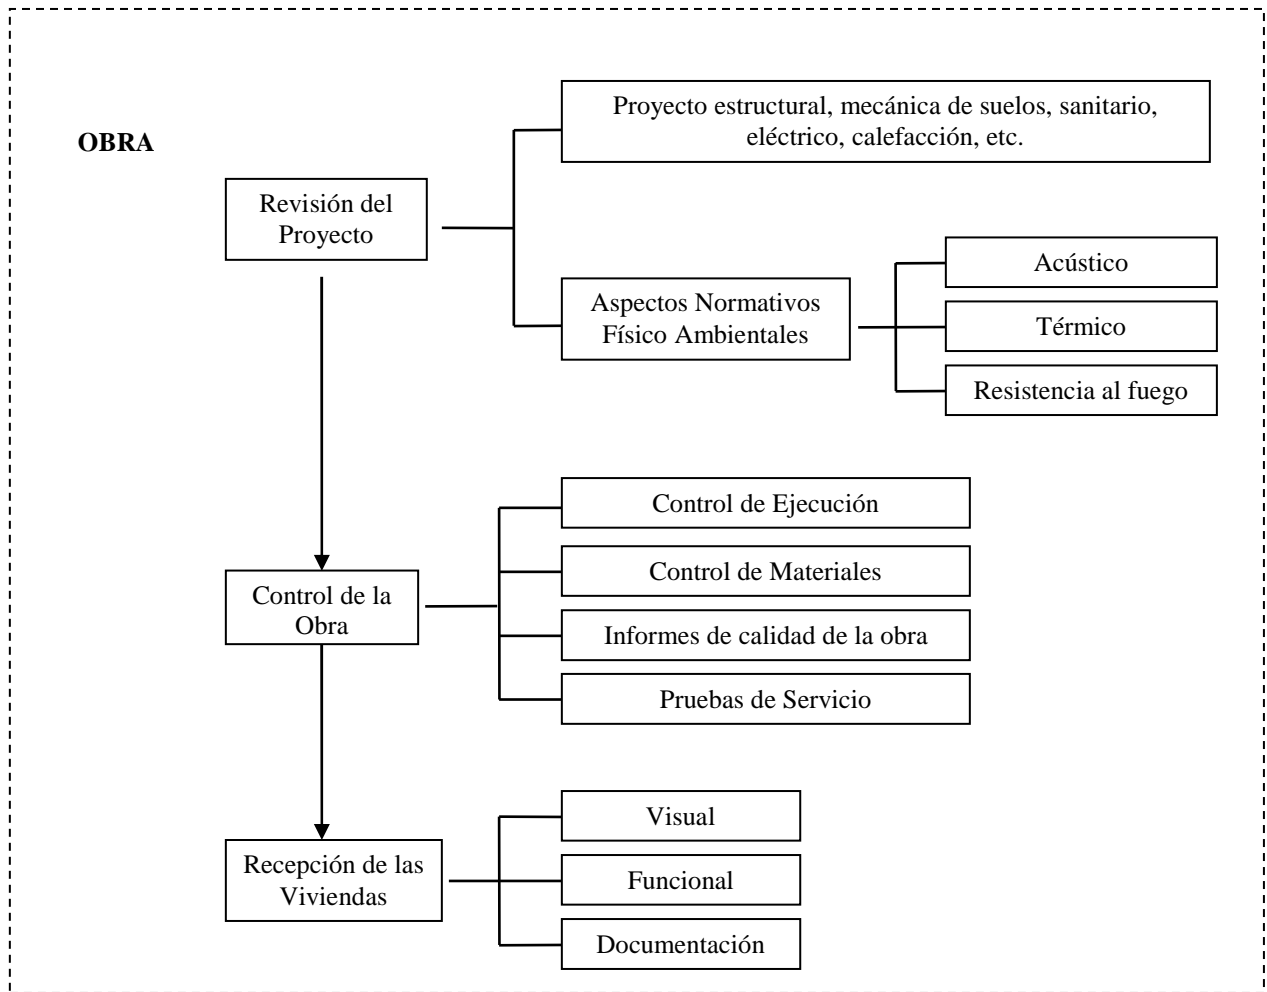 OBRA
Proyecto estructural, mecánica de suelos, sanitario,
eléctrico, calefacción, etc.
Revisión del
Proyecto
Aspectos Normativos
Físico Ambientales
Acústico
Térmico
Resistencia al fuego
Control de la
Obra
Control de Ejecución
Control de Materiales
Informes de calidad de la obra
Pruebas de Servicio
Recepción de las
Viviendas
Visual
Funcional
Documentación